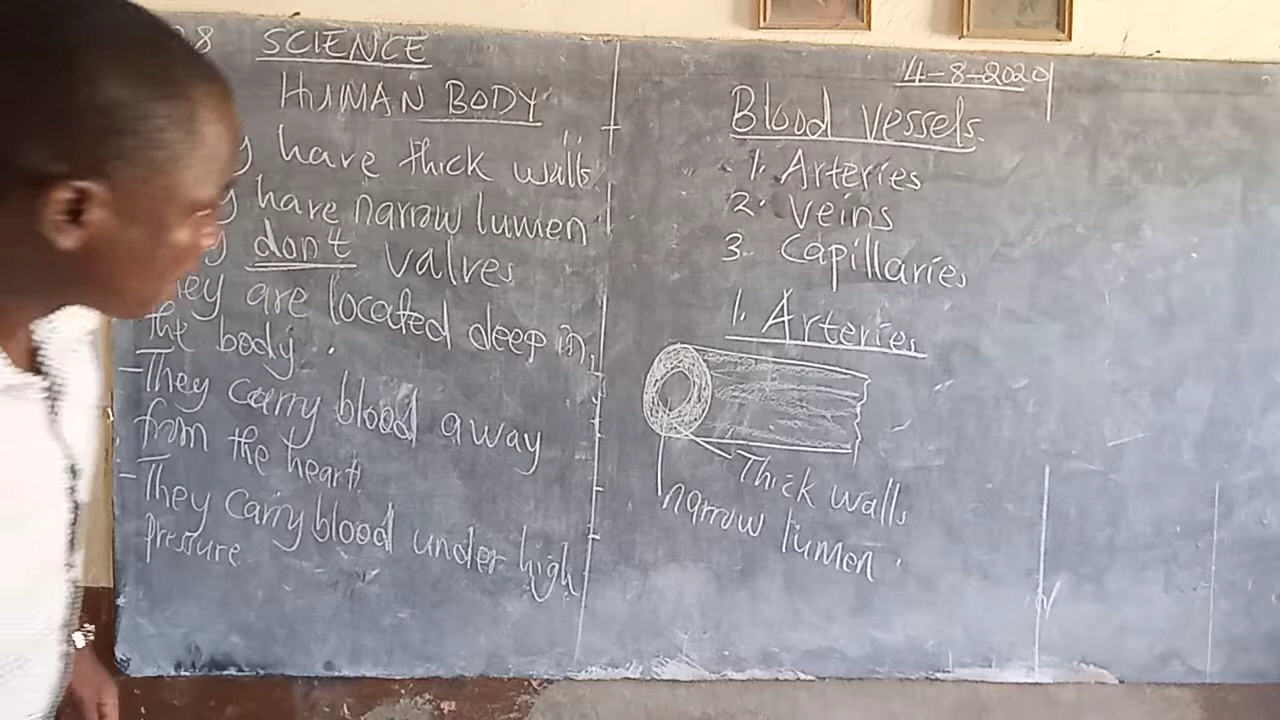 8 SCIENCE
HUMAN BODY
have thick walls
have narrow lumen
don't valves
hey are located deep in
the body.
-They carry blood away
from the heart.
-They carry blood under high
pressure
4-8-2020
Blood vessels.
1. Arteries
2. Veins
3. Capillaries
1. Arteries
Thick walls
narrow lumen.